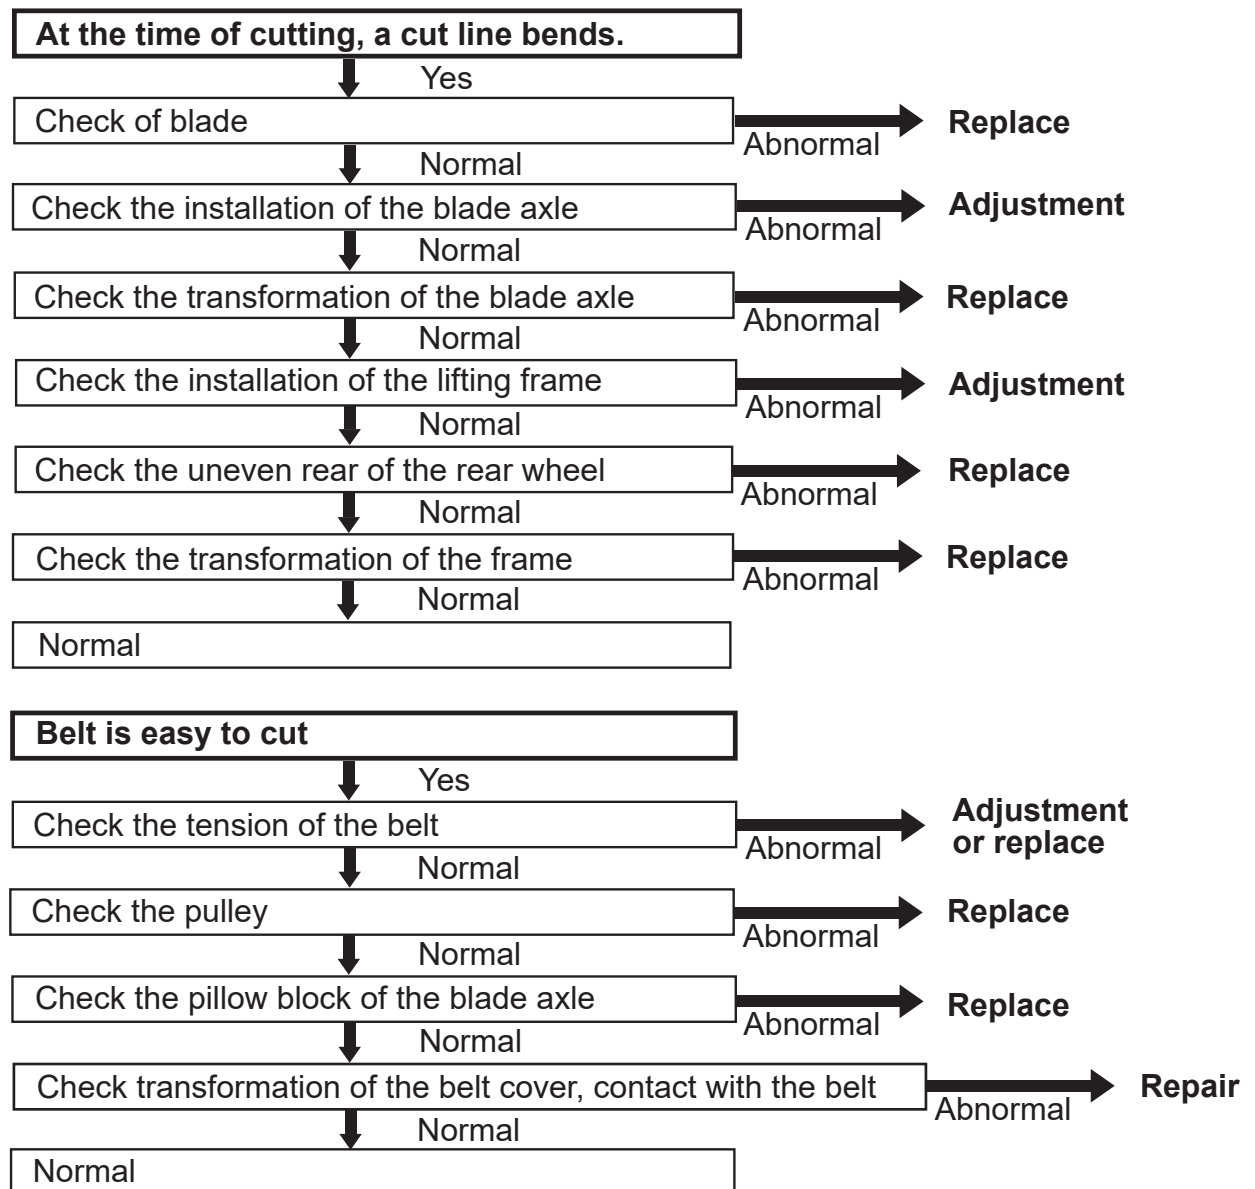 At the time of cutting, a cut line bends.
Yes
Check of blade
Abnormal
Replace
Normal
Check the installation of the blade axle
Abnormal
Adjustment
Normal
Check the transformation of the blade axle
Abnormal
Replace
Normal
Check the installation of the lifting frame
Abnormal
Adjustment
Normal
Check the uneven rear of the rear wheel
Abnormal
Replace
Normal
Check the transformation of the frame
Abnormal
Replace
Normal
Normal
Belt is easy to cut
Yes
Check the tension of the belt
Abnormal
Adjustment
or replace
Normal
Check the pulley
Abnormal
Replace
Normal
Check the pillow block of the blade axle
Abnormal
Replace
Normal
Check transformation of the belt cover, contact with the belt
Abnormal
Repair
Normal
Normal